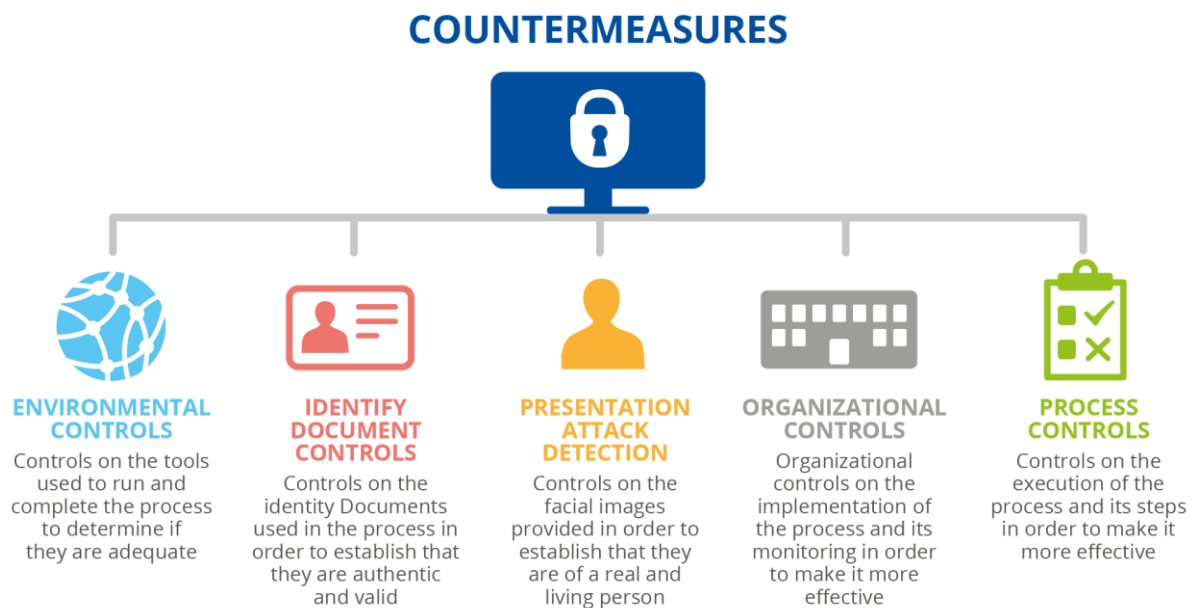 COUNTERMEASURES
ENVIRONMENTAL
CONTROLS
Controls on the tools
used to run and
complete the process
to determine if
they are adequate
IDENTIFY
DOCUMENT
CONTROLS
Controls on the
identity Documents
used in the process in
order to establish that
they are authentic
and valid
PRESENTATION
ATTACK
DETECTION
Controls on the
facial images
provided in order to
establish that they
are of a real and
living person
ORGANIZATIONAL
CONTROLS
Organizational
controls on the
implementation of
the process and its
monitoring in order
to make it more
effective
PROCESS
CONTROLS
Controls on the
execution of the
process and its steps
in order to make it
more effective